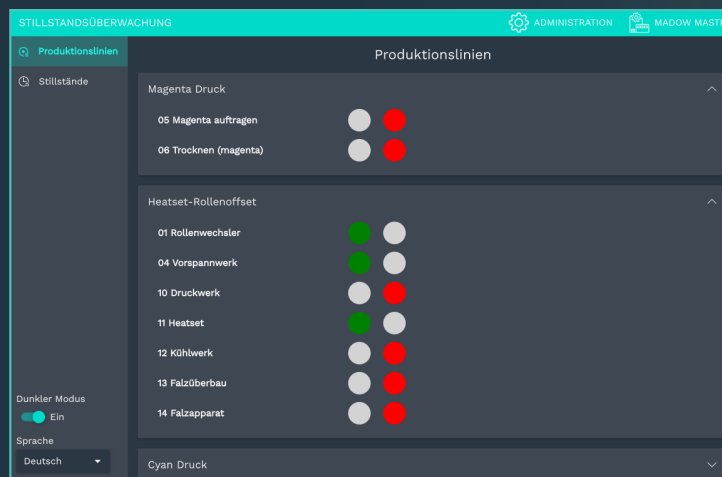 STILLSTANDSÜBERWACHUNG
ADMINISTRATION
MADOW
Produktionslinien
Stillstände
Dunkler Modus
Ein
Sprache
Deutsch
Produktionslinien
Magenta Druck
05 Magenta auftragen
06 Trocknen (magenta)
Heatset-Rollenoffset
01 Rollenwechsler
04 Vorspannwerk
10 Druckwerk
11 Heatset
12 Kühlwerk
13 Falzüberbau
14 Falzapparat
Cyan Druck